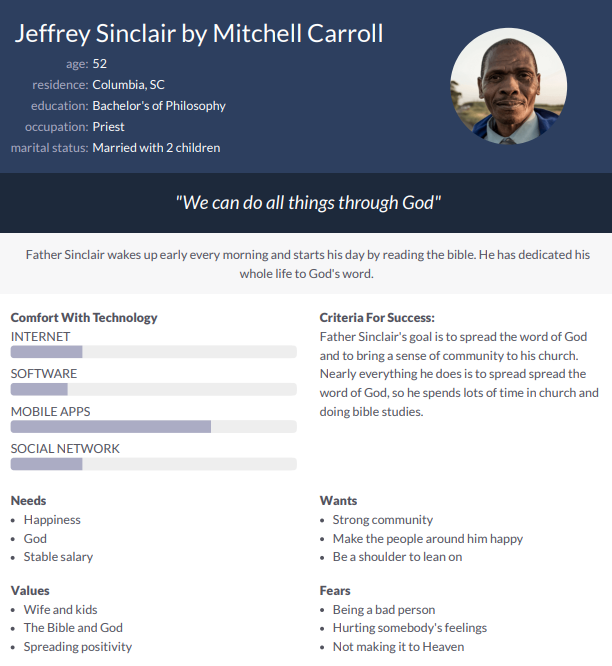 Jeffrey Sinclair by Mitchell Carroll
age: 52
residence: Columbia, SC
education: Bachelor's of Philosophy
occupation: Priest
marital status: Married with 2 children
"We can do all things through God"
Father Sinclair wakes up early every morning and starts his day by reading the bible. He has dedicated his
whole life to God's word.
Comfort With Technology
INTERNET
SOFTWARE
MOBILE APPS
SOCIAL NETWORK
Criteria For Success:
Father Sinclair's goal is to spread the word of God
and to bring a sense of community to his church.
Nearly everything he does is to spread spread the
word of God, so he spends lots of time in church and
doing bible studies.
Needs
• Happiness
• God
• Stable salary
Wants
• Strong community
• Make the people around him happy
• Be a shoulder to lean on
Values
• Wife and kids
• The Bible and God
• Spreading positivity
Fears
• Being a bad person
• Hurting somebody's feelings
• Not making it to Heaven